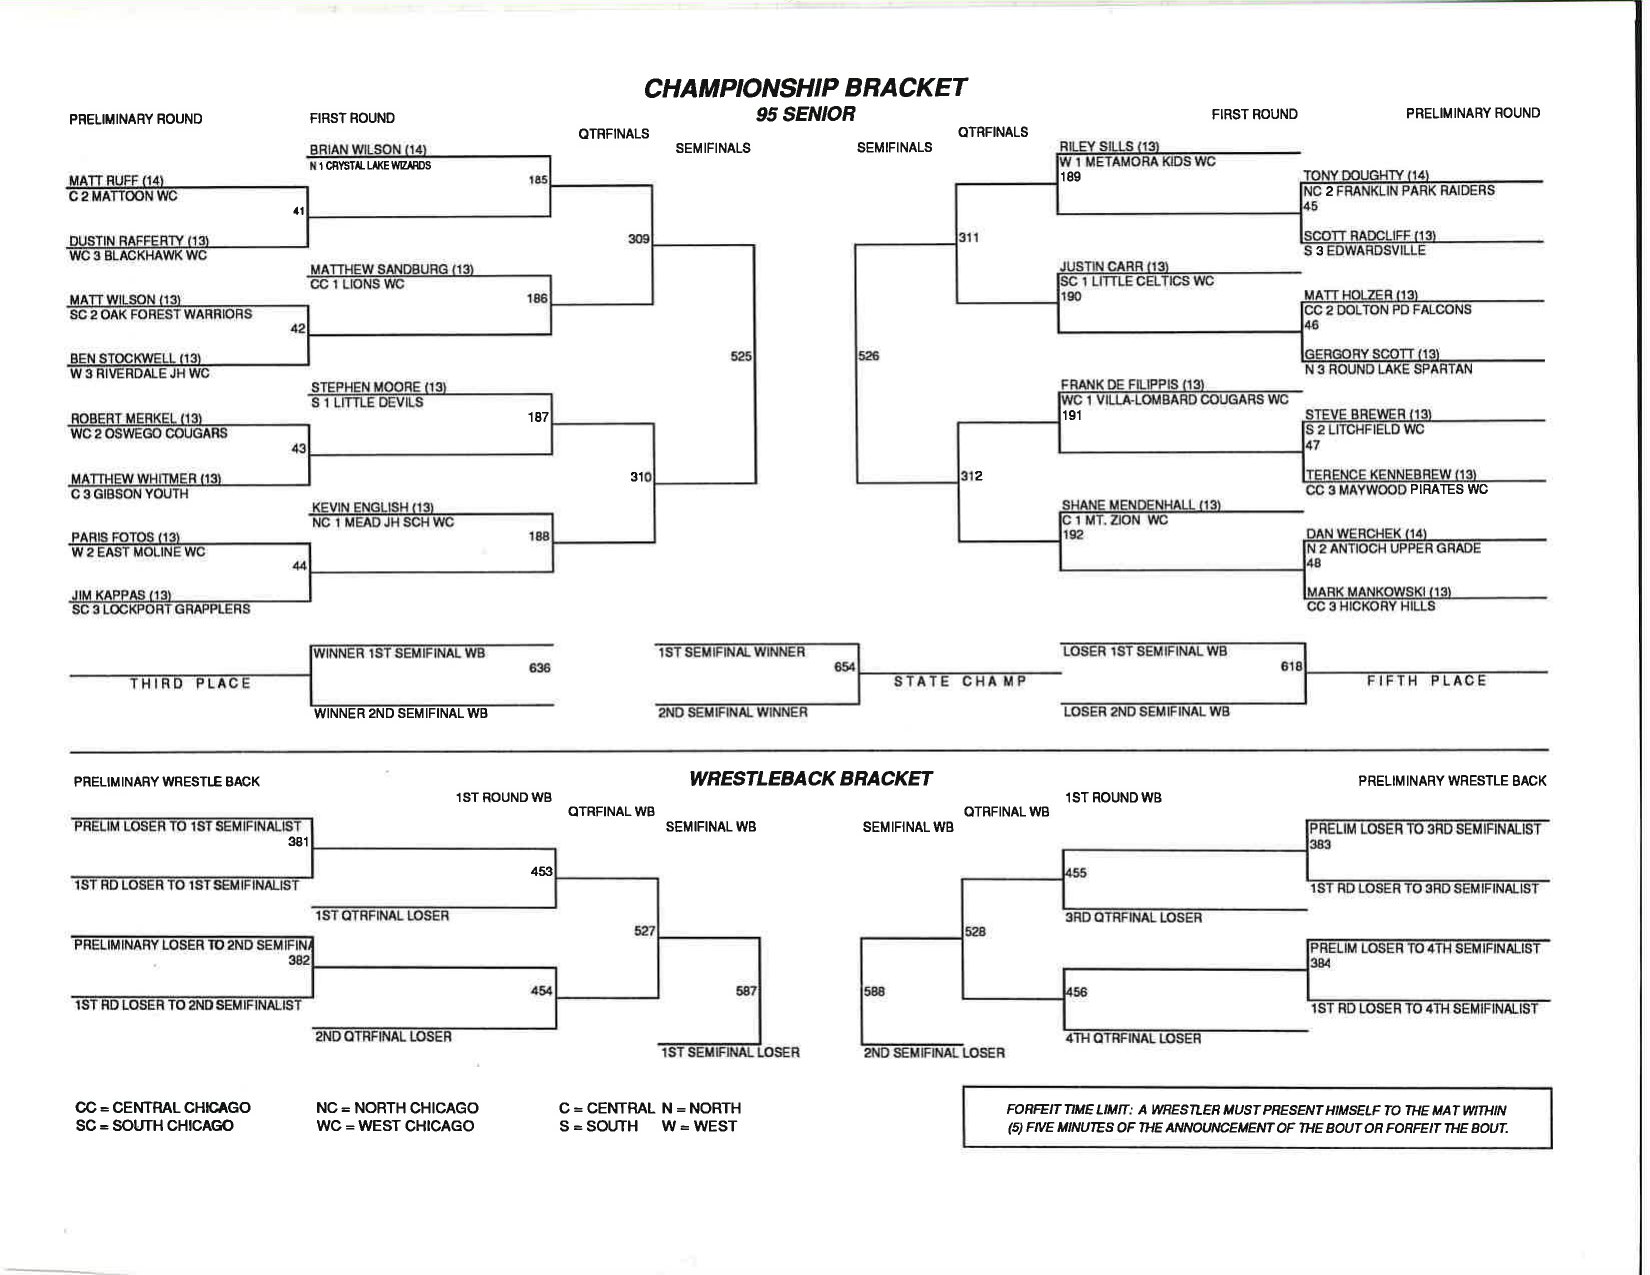 CHAMPIONSHIP BRACKET
95 SENIOR
PRELIMINARY ROUND
FIRST ROUND
QTRFINALS
SEMIFINALS
SEMIFINALS
QTRFINALS
FIRST ROUND
PRELIMINARY ROUND
MATT RUFF (14)
C 2 MATTOON WC
41
DUSTIN RAFFERTY (13)
WC 3 BLACKHAWK WC
MATT WILSON (13)
SC 2 OAK FOREST WARRIORS
42
BEN STOCKWELL (13)
W 3 RIVERDALE JH WC
ROBERT MERKEL (13)
WC 2 OSWEGO COUGARS
43
MATTHEW WHITMER (13)
C 3 GIBSON YOUTH
PARIS FOTOS (13)
W 2 EAST MOLINE WC
44
JIM KAPPAS (13)
SC 3 LOCKPORT GRAPPLERS
BRIAN WILSON (14)
N 1 CRYSTAL LAKE WIZARDS
185
MATTHEW SANDBURG (13)
CC 1 LIONS WC
186
STEPHEN MOORE (13)
S 1 LITTLE DEVILS
187
KEVIN ENGLISH (13)
NC 1 MEAD JH SCH WC
188
309
310
525
526
311
312
RILEY SILLS (13)
W 1 METAMORA KIDS WC
189
JUSTIN CARR (13)
SC 1 LITTLE CELTICS WC
190
FRANK DE FILIPPIS (13)
WC 1 VILLA-LOMBARD COUGARS WC
191
SHANE MENDENHALL (13)
C 1 MT. ZION WC
192
TONY DOUGHTY (14)
NC 2 FRANKLIN PARK RAIDERS
45
SCOTT RADCLIFF (13)
S 3 EDWARDSVILLE
MATT HOLZER (13)
CC 2 DOLTON PD FALCONS
46
GERGORY SCOTT (13)
N 3 ROUND LAKE SPARTAN
STEVE BREWER (13)
S 2 LITCHFIELD WC
47
TERENCE KENNEBREW (13)
CC 3 MAYWOOD PIRATES WC
DAN WERCHEK (14)
N 2 ANTIOCH UPPER GRADE
48
MARK MANKOWSKI (13)
CC 3 HICKORY HILLS
THIRD PLACE
WINNER 1ST SEMIFINAL WB
636
WINNER 2ND SEMIFINAL WB
1ST SEMIFINAL WINNER
654
2ND SEMIFINAL WINNER
STATE CHAMP
LOSER 1ST SEMIFINAL WB
618
LOSER 2ND SEMIFINAL WB
FIFTH PLACE
WRESTLEBACK BRACKET
PRELIMINARY WRESTLE BACK
1ST ROUND WB
QTRFINAL WB
SEMIFINAL WB
SEMIFINAL WB
QTRFINAL WB
1ST ROUND WB
PRELIMINARY WRESTLE BACK
PRELIM LOSER TO 1ST SEMIFINALIST
381
1ST RD LOSER TO 1ST SEMIFINALIST
PRELIMINARY LOSER TO 2ND SEMIFINA
382
1ST RD LOSER TO 2ND SEMIFINALIST
453
1ST QTRFINAL LOSER
454
2ND QTRFINAL LOSER
527
587
1ST SEMIFINAL LOSER
588
2ND SEMIFINAL LOSER
528
455
3RD QTRFINAL LOSER
456
4TH QTRFINAL LOSER
PRELIM LOSER TO 3RD SEMIFINALIST
383
1ST RD LOSER TO 3RD SEMIFINALIST
PRELIM LOSER TO 4TH SEMIFINALIST
384
1ST RD LOSER TO 4TH SEMIFINALIST
CC = CENTRAL CHICAGO
SC = SOUTH CHICAGO
NC = NORTH CHICAGO
WC = WEST CHICAGO
C = CENTRAL N = NORTH
S = SOUTH W = WEST
FORFEIT TIME LIMIT: A WRESTLER MUST PRESENT HIMSELF TO THE MAT WITHIN
(5) FIVE MINUTES OF THE ANNOUNCEMENT OF THE BOUT OR FORFEIT THE BOUT.